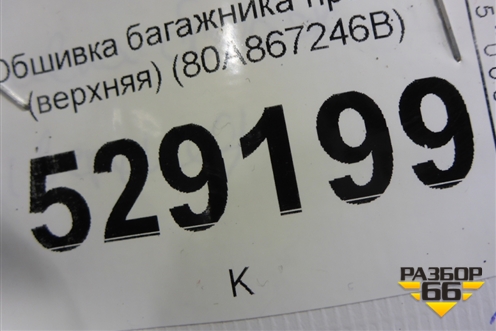 Обшивка багажника
(верхняя) (80A867246B)
529199
К
РАЗБОР
66